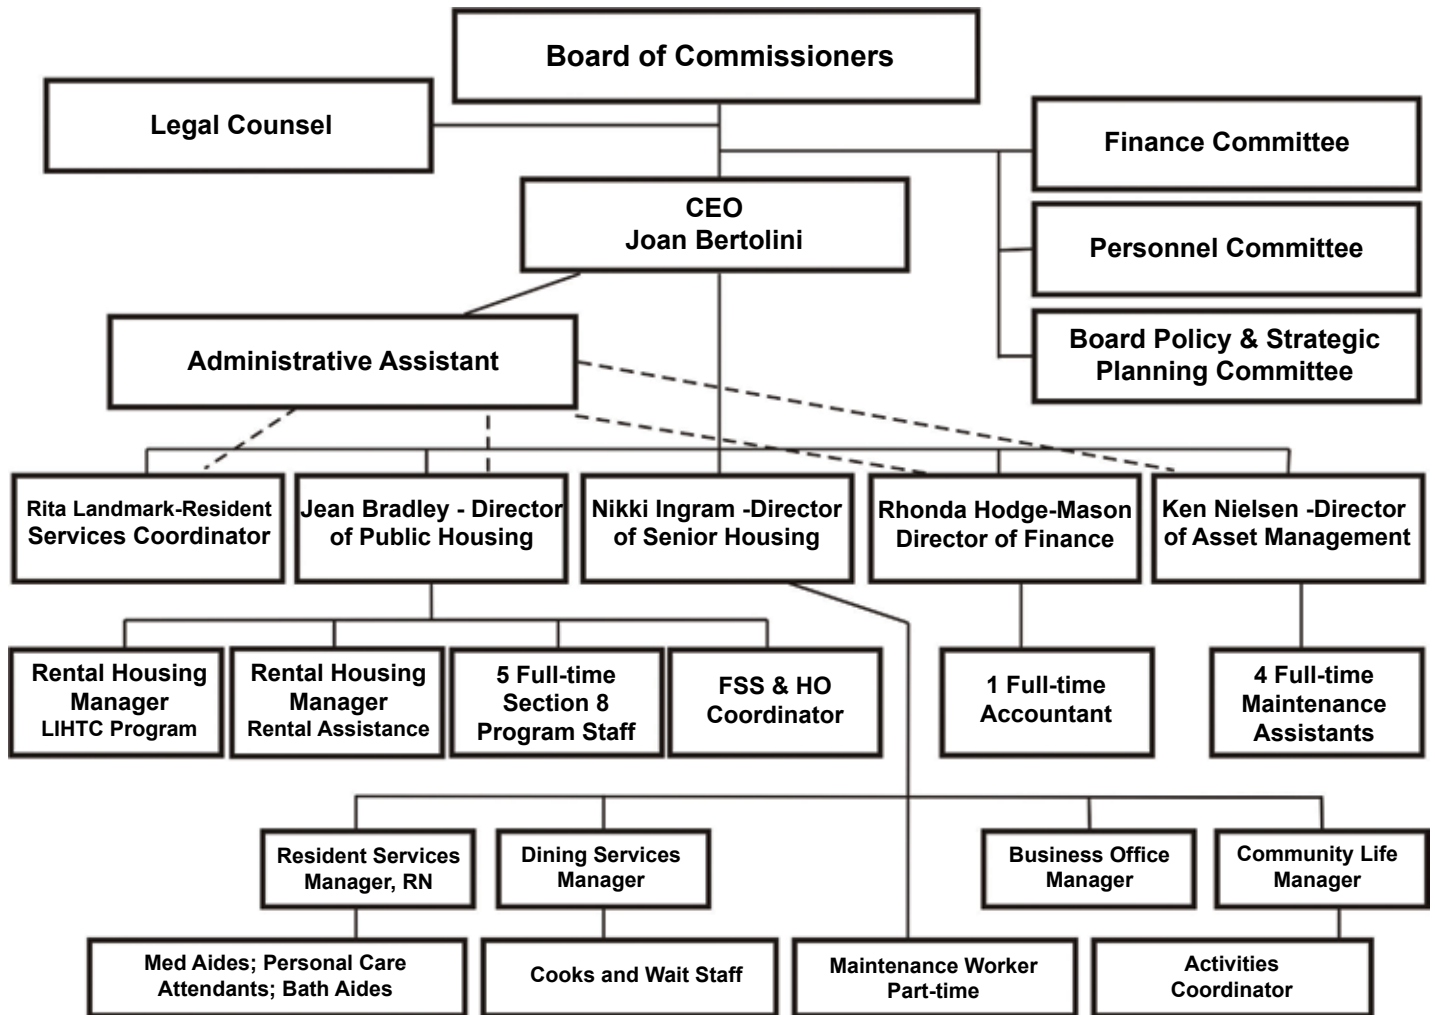 Board of Commissioners
Legal Counsel
Finance Committee
CEO
Joan Bertolini
Personnel Committee
Administrative Assistant
Board Policy & Strategic
Planning Committee
Rita Landmark-Resident
Services Coordinator
Jean Bradley - Director
of Public Housing
Nikki Ingram -Director
of Senior Housing
Rhonda Hodge-Mason
Director of Finance
Ken Nielsen -Director
of Asset Management
Rental Housing
Manager
LIHTC Program
Rental Housing
Manager
Rental Assistance
5 Full-time
Section 8
Program Staff
FSS & HO
Coordinator
1 Full-time
Accountant
4 Full-time
Maintenance
Assistants
Resident Services
Manager, RN
Dining Services
Manager
Business Office
Manager
Community Life
Manager
Med Aides; Personal Care
Attendants; Bath Aides
Cooks and Wait Staff
Maintenance Worker
Part-time
Activities
Coordinator